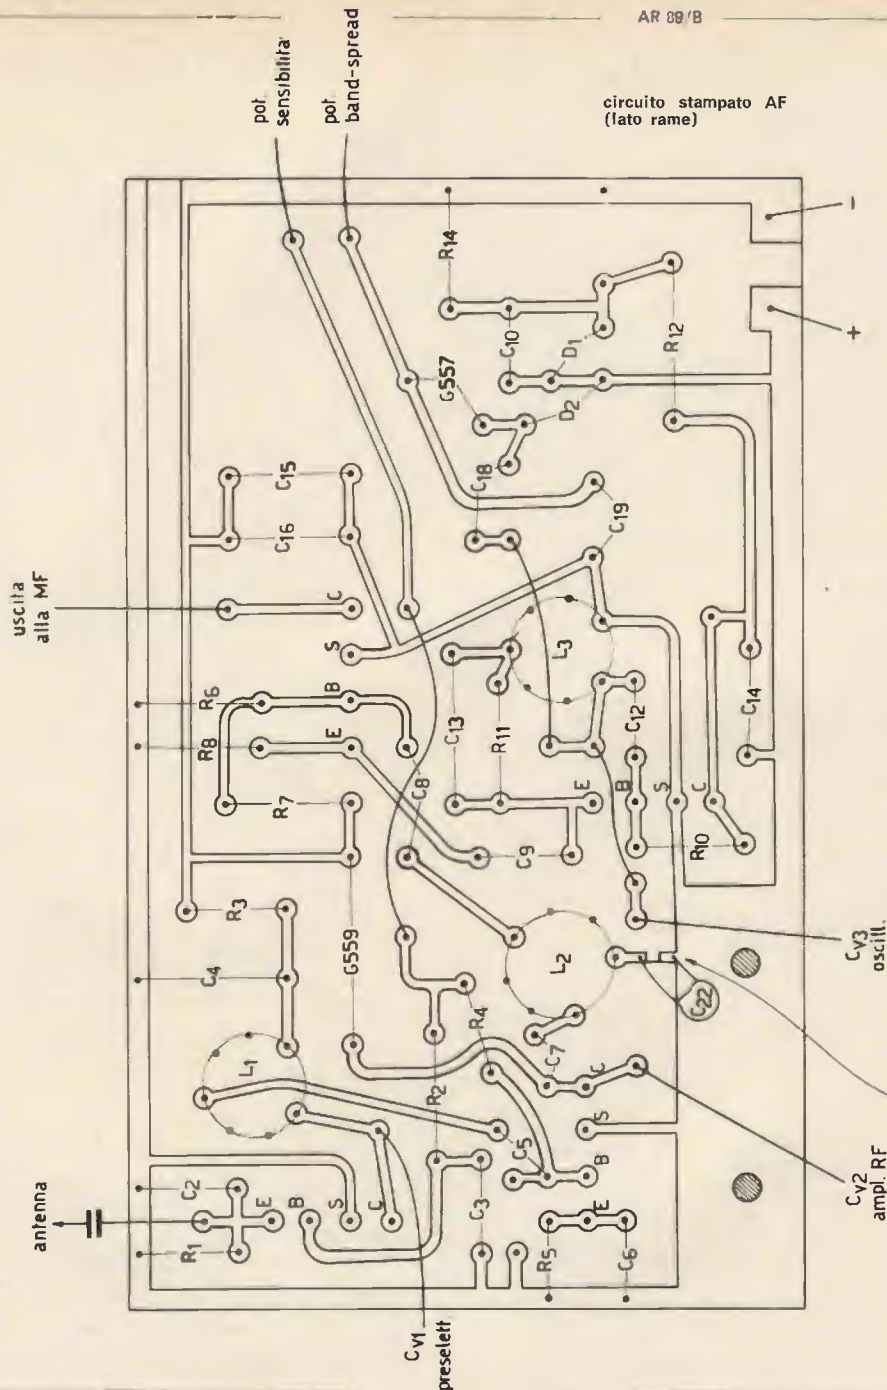 AR 89/B
circuito stampato AF
(lato rame)
pot.
sensibilità
pot.
band-spread
uscita
alla MF
antenna
R14
C10
D1
R12
G557
D2
C18
C15
C16
C19
C
S
L3
R6
B
R8
E
C13
R11
C12
C14
R7
C8
E
B
S
C
R10
C9
R3
G559
C4
L2
R4
C22
Cv3
oscill.
L1
R2
C7
C
S
C5
B
C2
E
B
S
C
R1
C3
R5
E
C6
Cv1
preselett
Cv2
ampl. RF
+
-